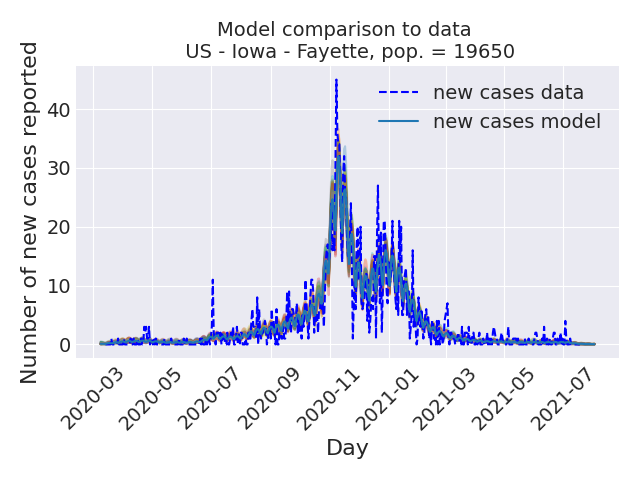 Model comparison to data
US - Iowa - Fayette, pop. = 19650
Number of new cases reported
new cases data
new cases model
40
30
20
10
0
2020-03
2020-05
2020-07
2020-09
2020-11
2021-01
2021-03
2021-05
2021-07
Day